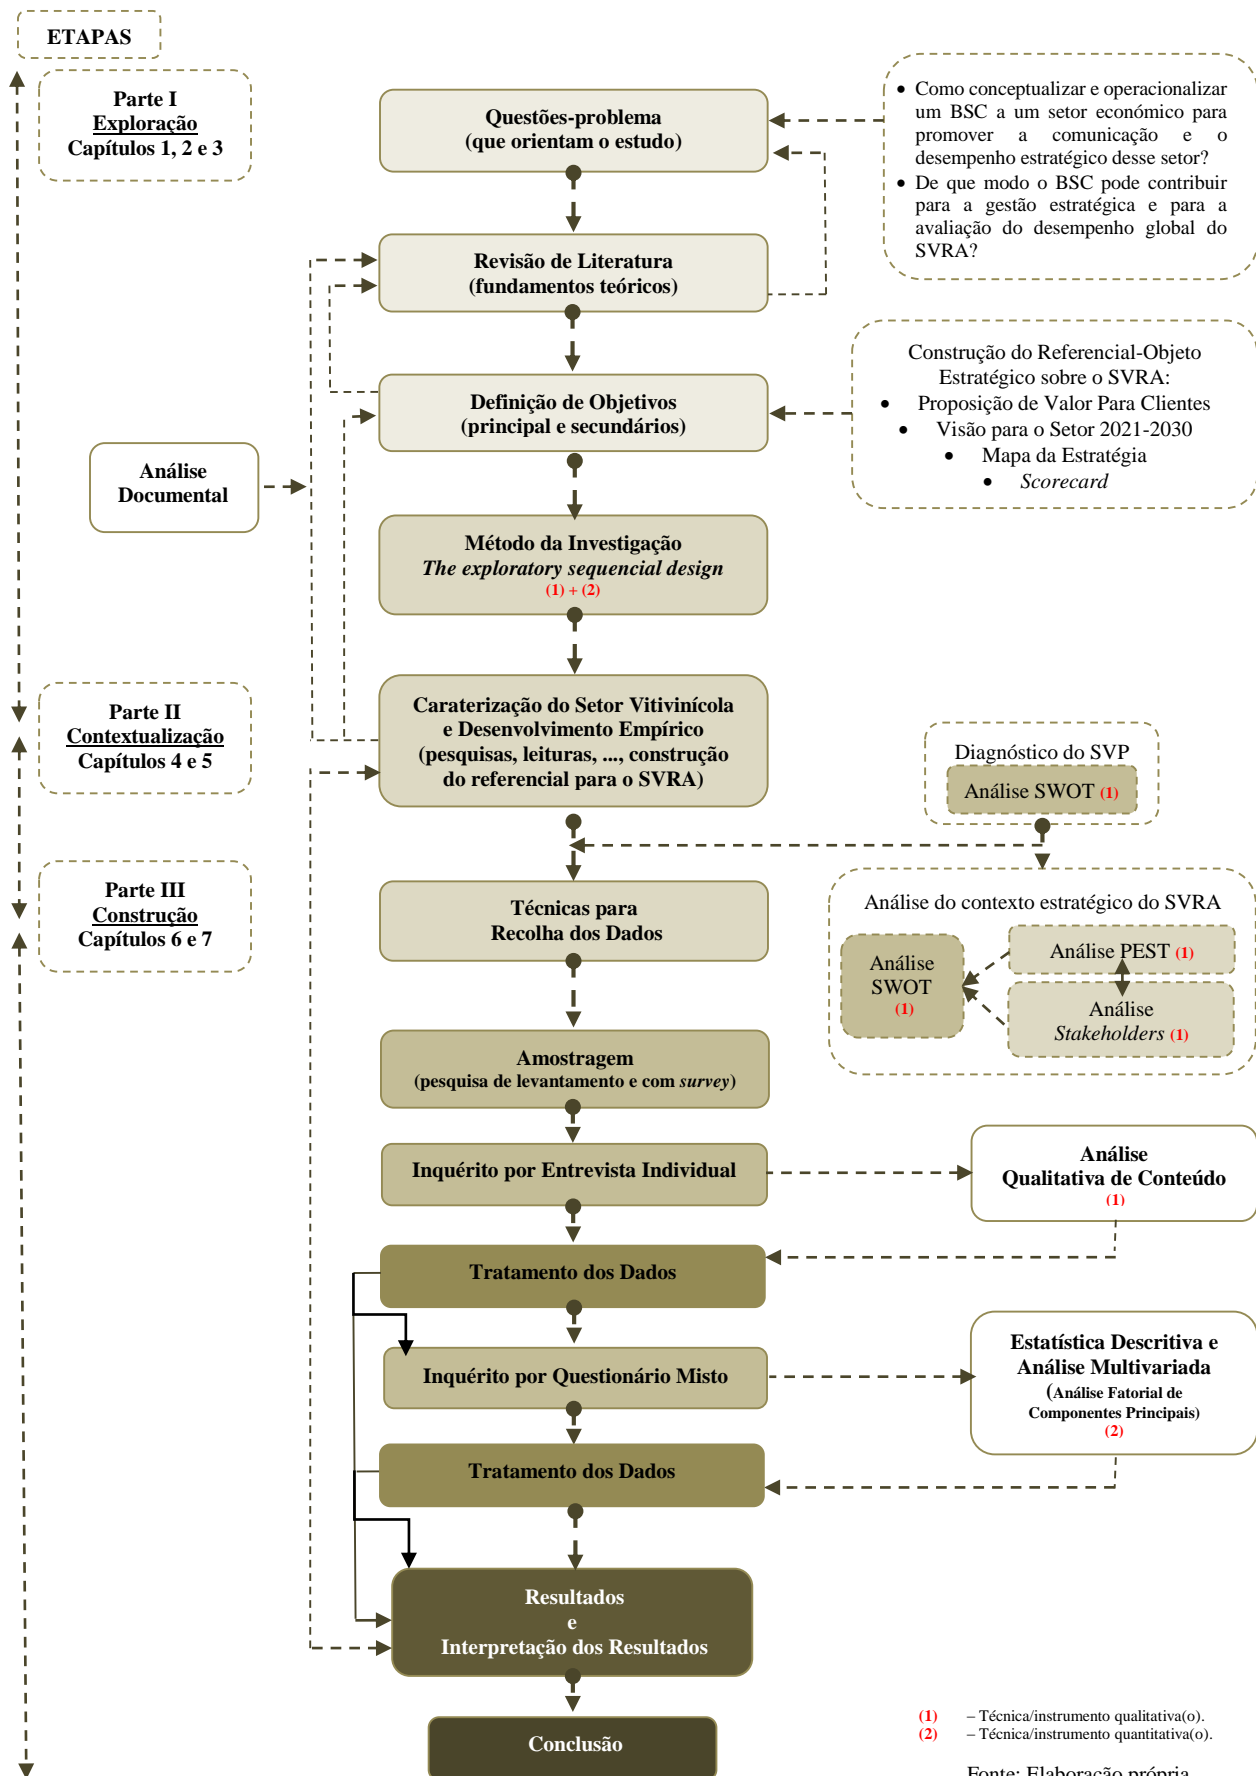 ETAPAS
Parte I
Exploração
Capítulos 1, 2 e 3
Questões-problema
(que orientam o estudo)
• Como conceptualizar e operacionalizar
um BSC a um setor económico para
promover a comunicação e o
desempenho estratégico desse setor?
• De que modo o BSC pode contribuir
para a gestão estratégica e para a
avaliação do desempenho global do
SVRA?
Revisão de Literatura
(fundamentos teóricos)
Construção do Referencial-Objeto
Estratégico sobre o SVRA:
• Proposição de Valor Para Clientes
• Visão para o Setor 2021-2030
• Mapa da Estratégia
• Scorecard
Definição de Objetivos
(principal e secundários)
Análise
Documental
Método da Investigação
The exploratory sequencial design
(1) + (2)
Parte II
Contextualização
Capítulos 4 e 5
Caraterização do Setor Vitivinícola
e Desenvolvimento Empírico
(pesquisas, leituras, ..., construção
do referencial para o SVRA)
Diagnóstico do SVP
Análise SWOT (1)
Parte III
Construção
Capítulos 6 e 7
Técnicas para
Recolha dos Dados
Análise do contexto estratégico do SVRA
Análise
SWOT
(1)
Análise PEST (1)
Análise
Stakeholders (1)
Amostragem
(pesquisa de levantamento e com survey)
Inquérito por Entrevista Individual
Análise
Qualitativa de Conteúdo
(1)
Tratamento dos Dados
Inquérito por Questionário Misto
Estatística Descritiva e
Análise Multivariada
(Análise Fatorial de
Componentes Principais)
(2)
Tratamento dos Dados
Resultados
e
Interpretação dos Resultados
Conclusão
(1) – Técnica/instrumento qualitativa(o).
(2) – Técnica/instrumento quantitativa(o).
Fonte: Elaboração própria